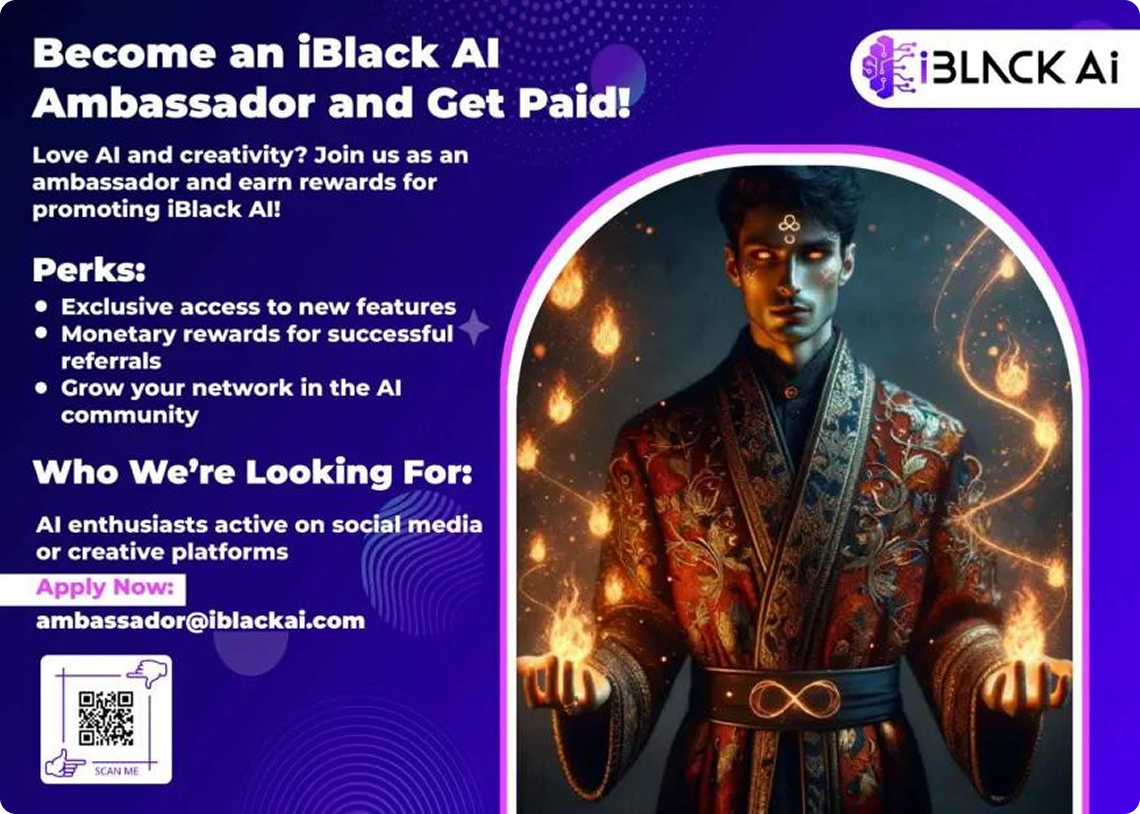 Become an iBlack AI
Ambassador and Get Paid!
iBLACK Ai
Love AI and creativity? Join us as an
ambassador and earn rewards for
promoting iBlack AI!
Perks:
• Exclusive access to new features
• Monetary rewards for successful
referrals
• Grow your network in the AI
community
Who We’re Looking For:
AI enthusiasts active on social media
or creative platforms
Apply Now:
ambassador@iblackai.com
SCAN ME